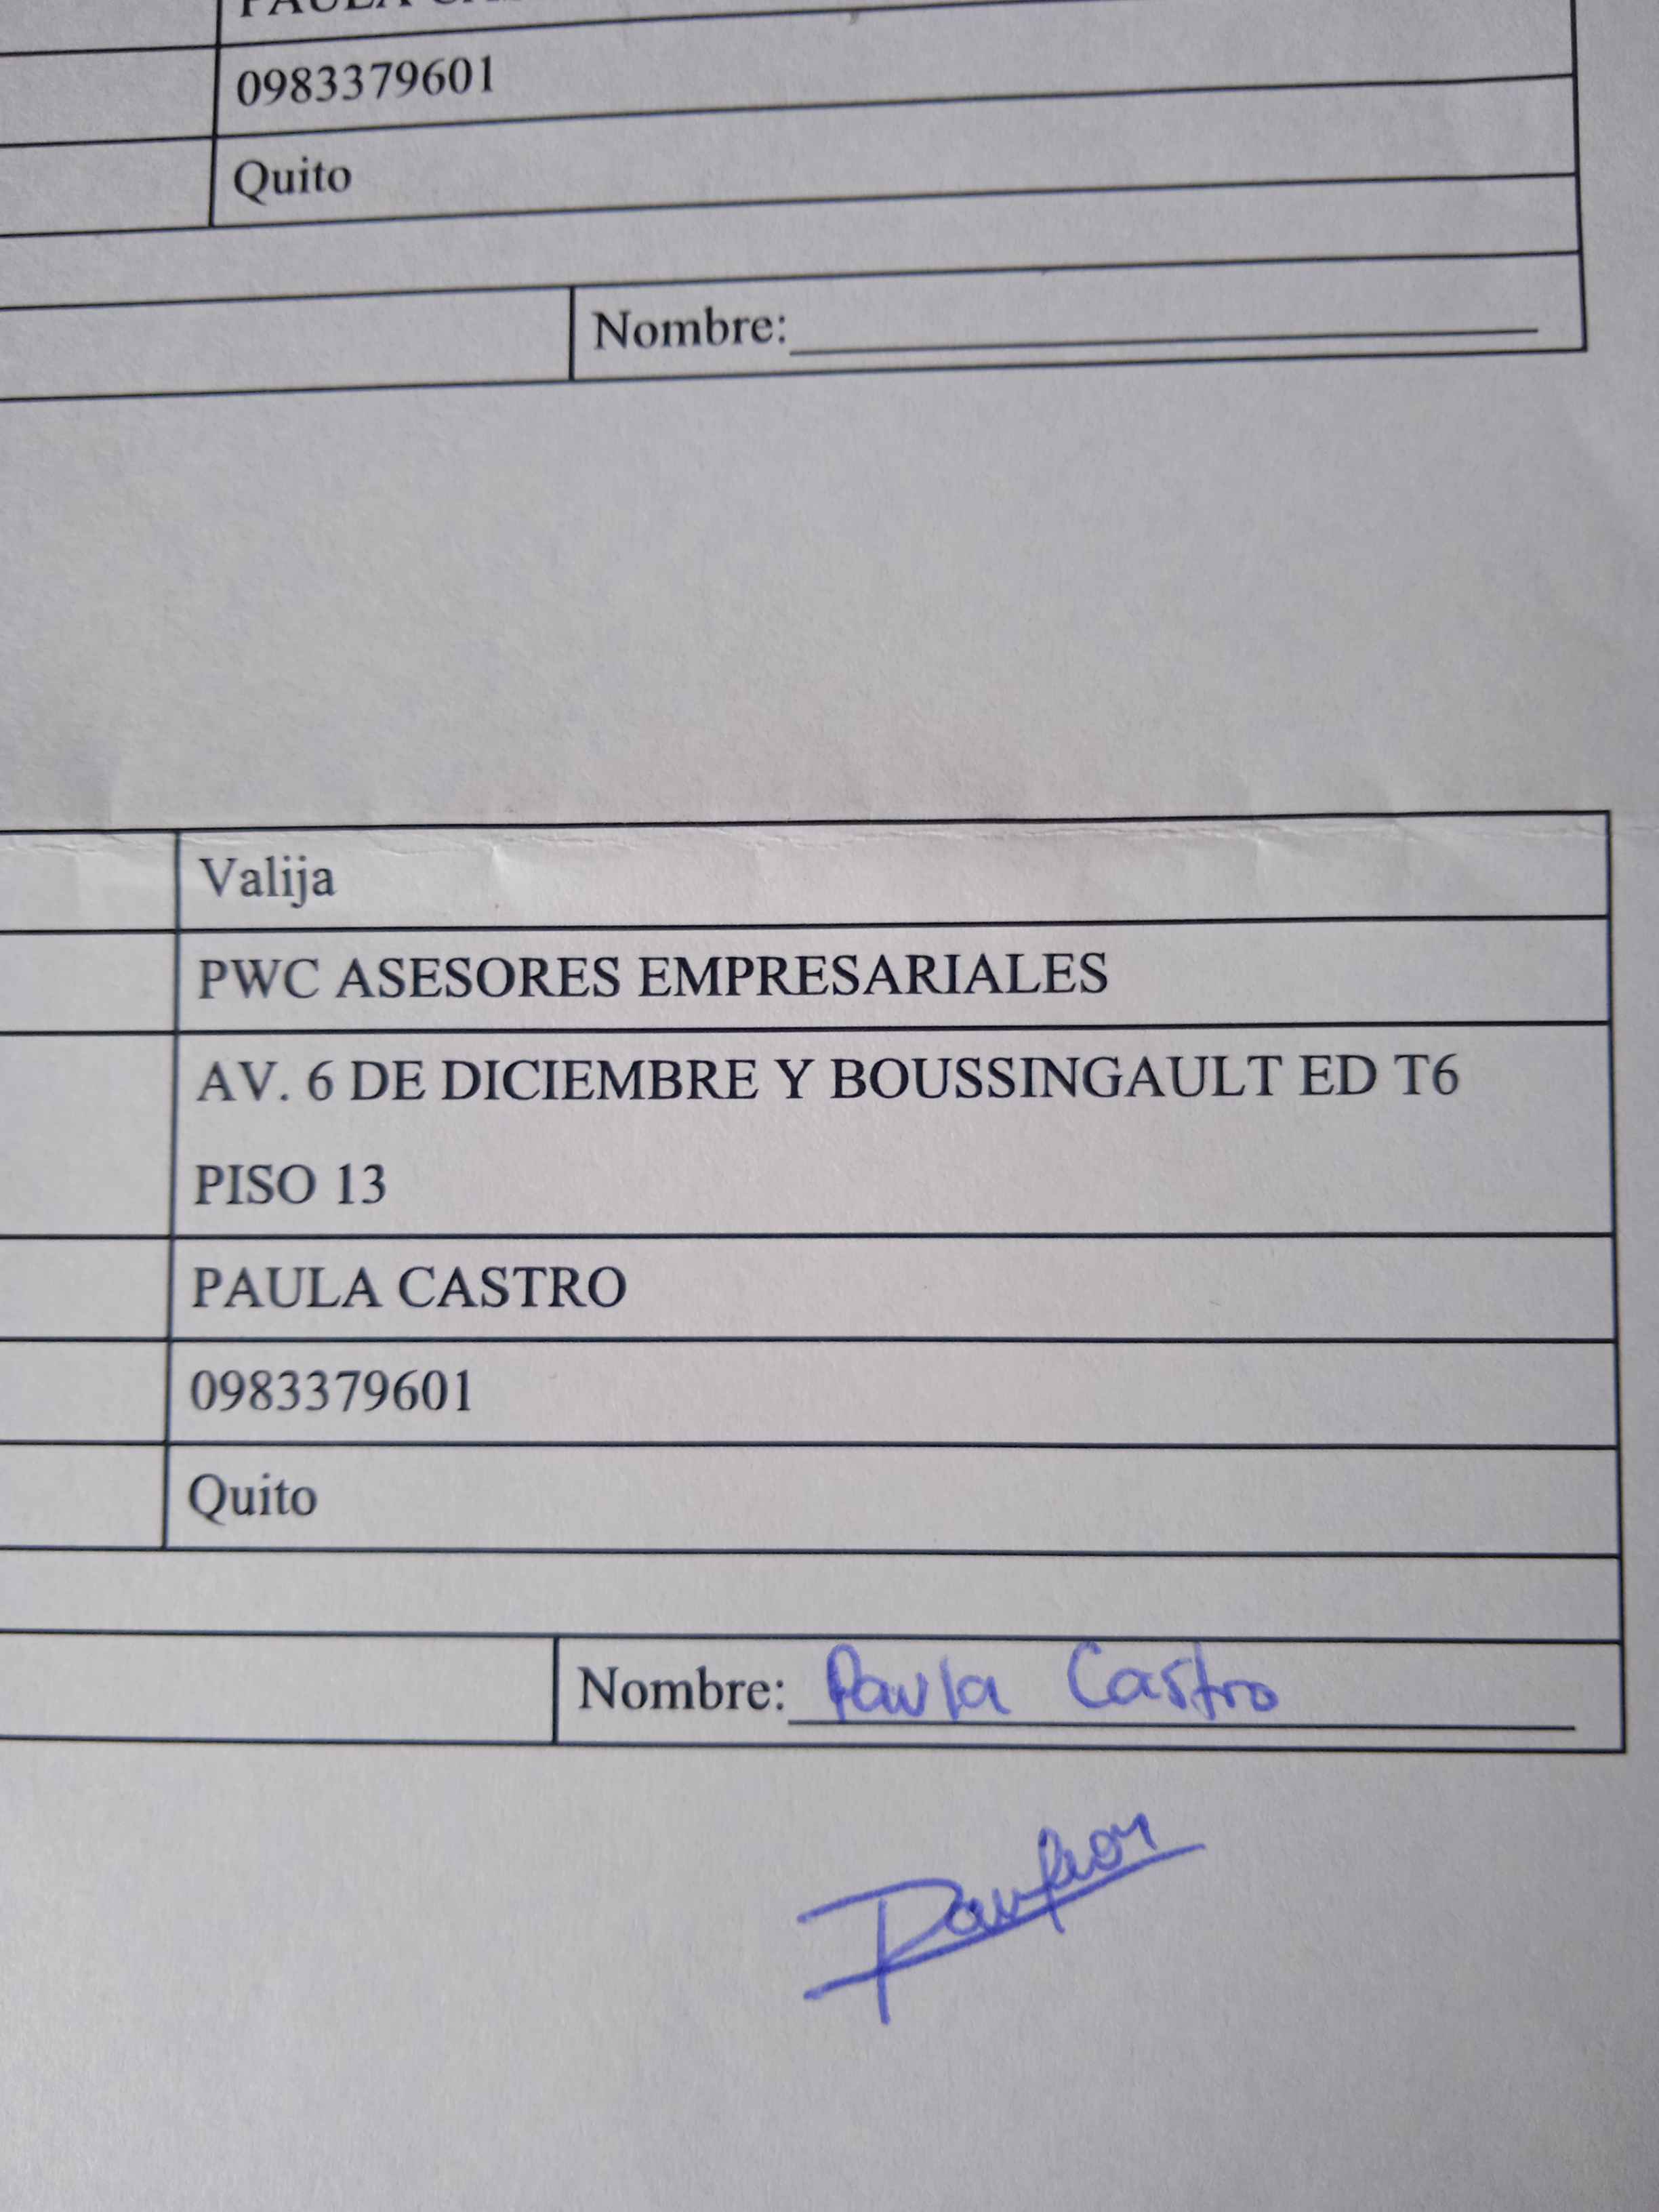 PAULA
0983379601
Quito
Nombre:
Valija
PWC ASESORES EMPRESARIALES
AV. 6 DE DICIEMBRE Y BOUSSINGAULT ED T6
PISO 13
PAULA CASTRO
0983379601
Quito
Nombre: Paula Castro